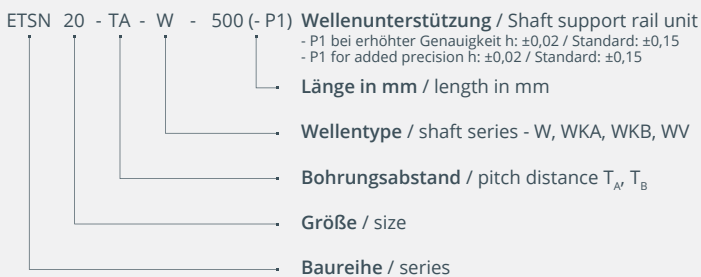 ETSN 20 - TA - W - 500 (- P1) Wellenunterstützung / Shaft support rail unit
- P1 bei erhöhter Genauigkeit h: ±0,02 / Standard: ±0,15
- P1 for added precision h: ±0,02 / Standard: ±0,15
Länge in mm / length in mm
Wellentype / shaft series - W, WKA, WKB, WV
Bohrungsabstand / pitch distance T_A, T_B
Größe / size
Baureihe / series